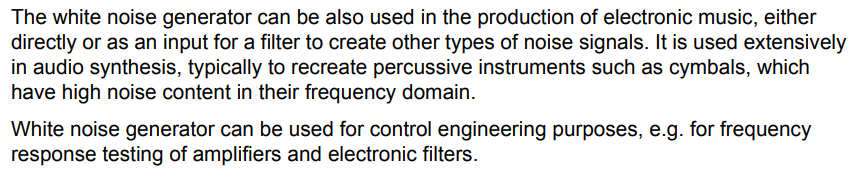 The white noise generator can be also used in the production of electronic music, either
directly or as an input for a filter to create other types of noise signals. It is used extensively
in audio synthesis, typically to recreate percussive instruments such as cymbals, which
have high noise content in their frequency domain.
White noise generator can be used for control engineering purposes, e.g. for frequency
response testing of amplifiers and electronic filters.